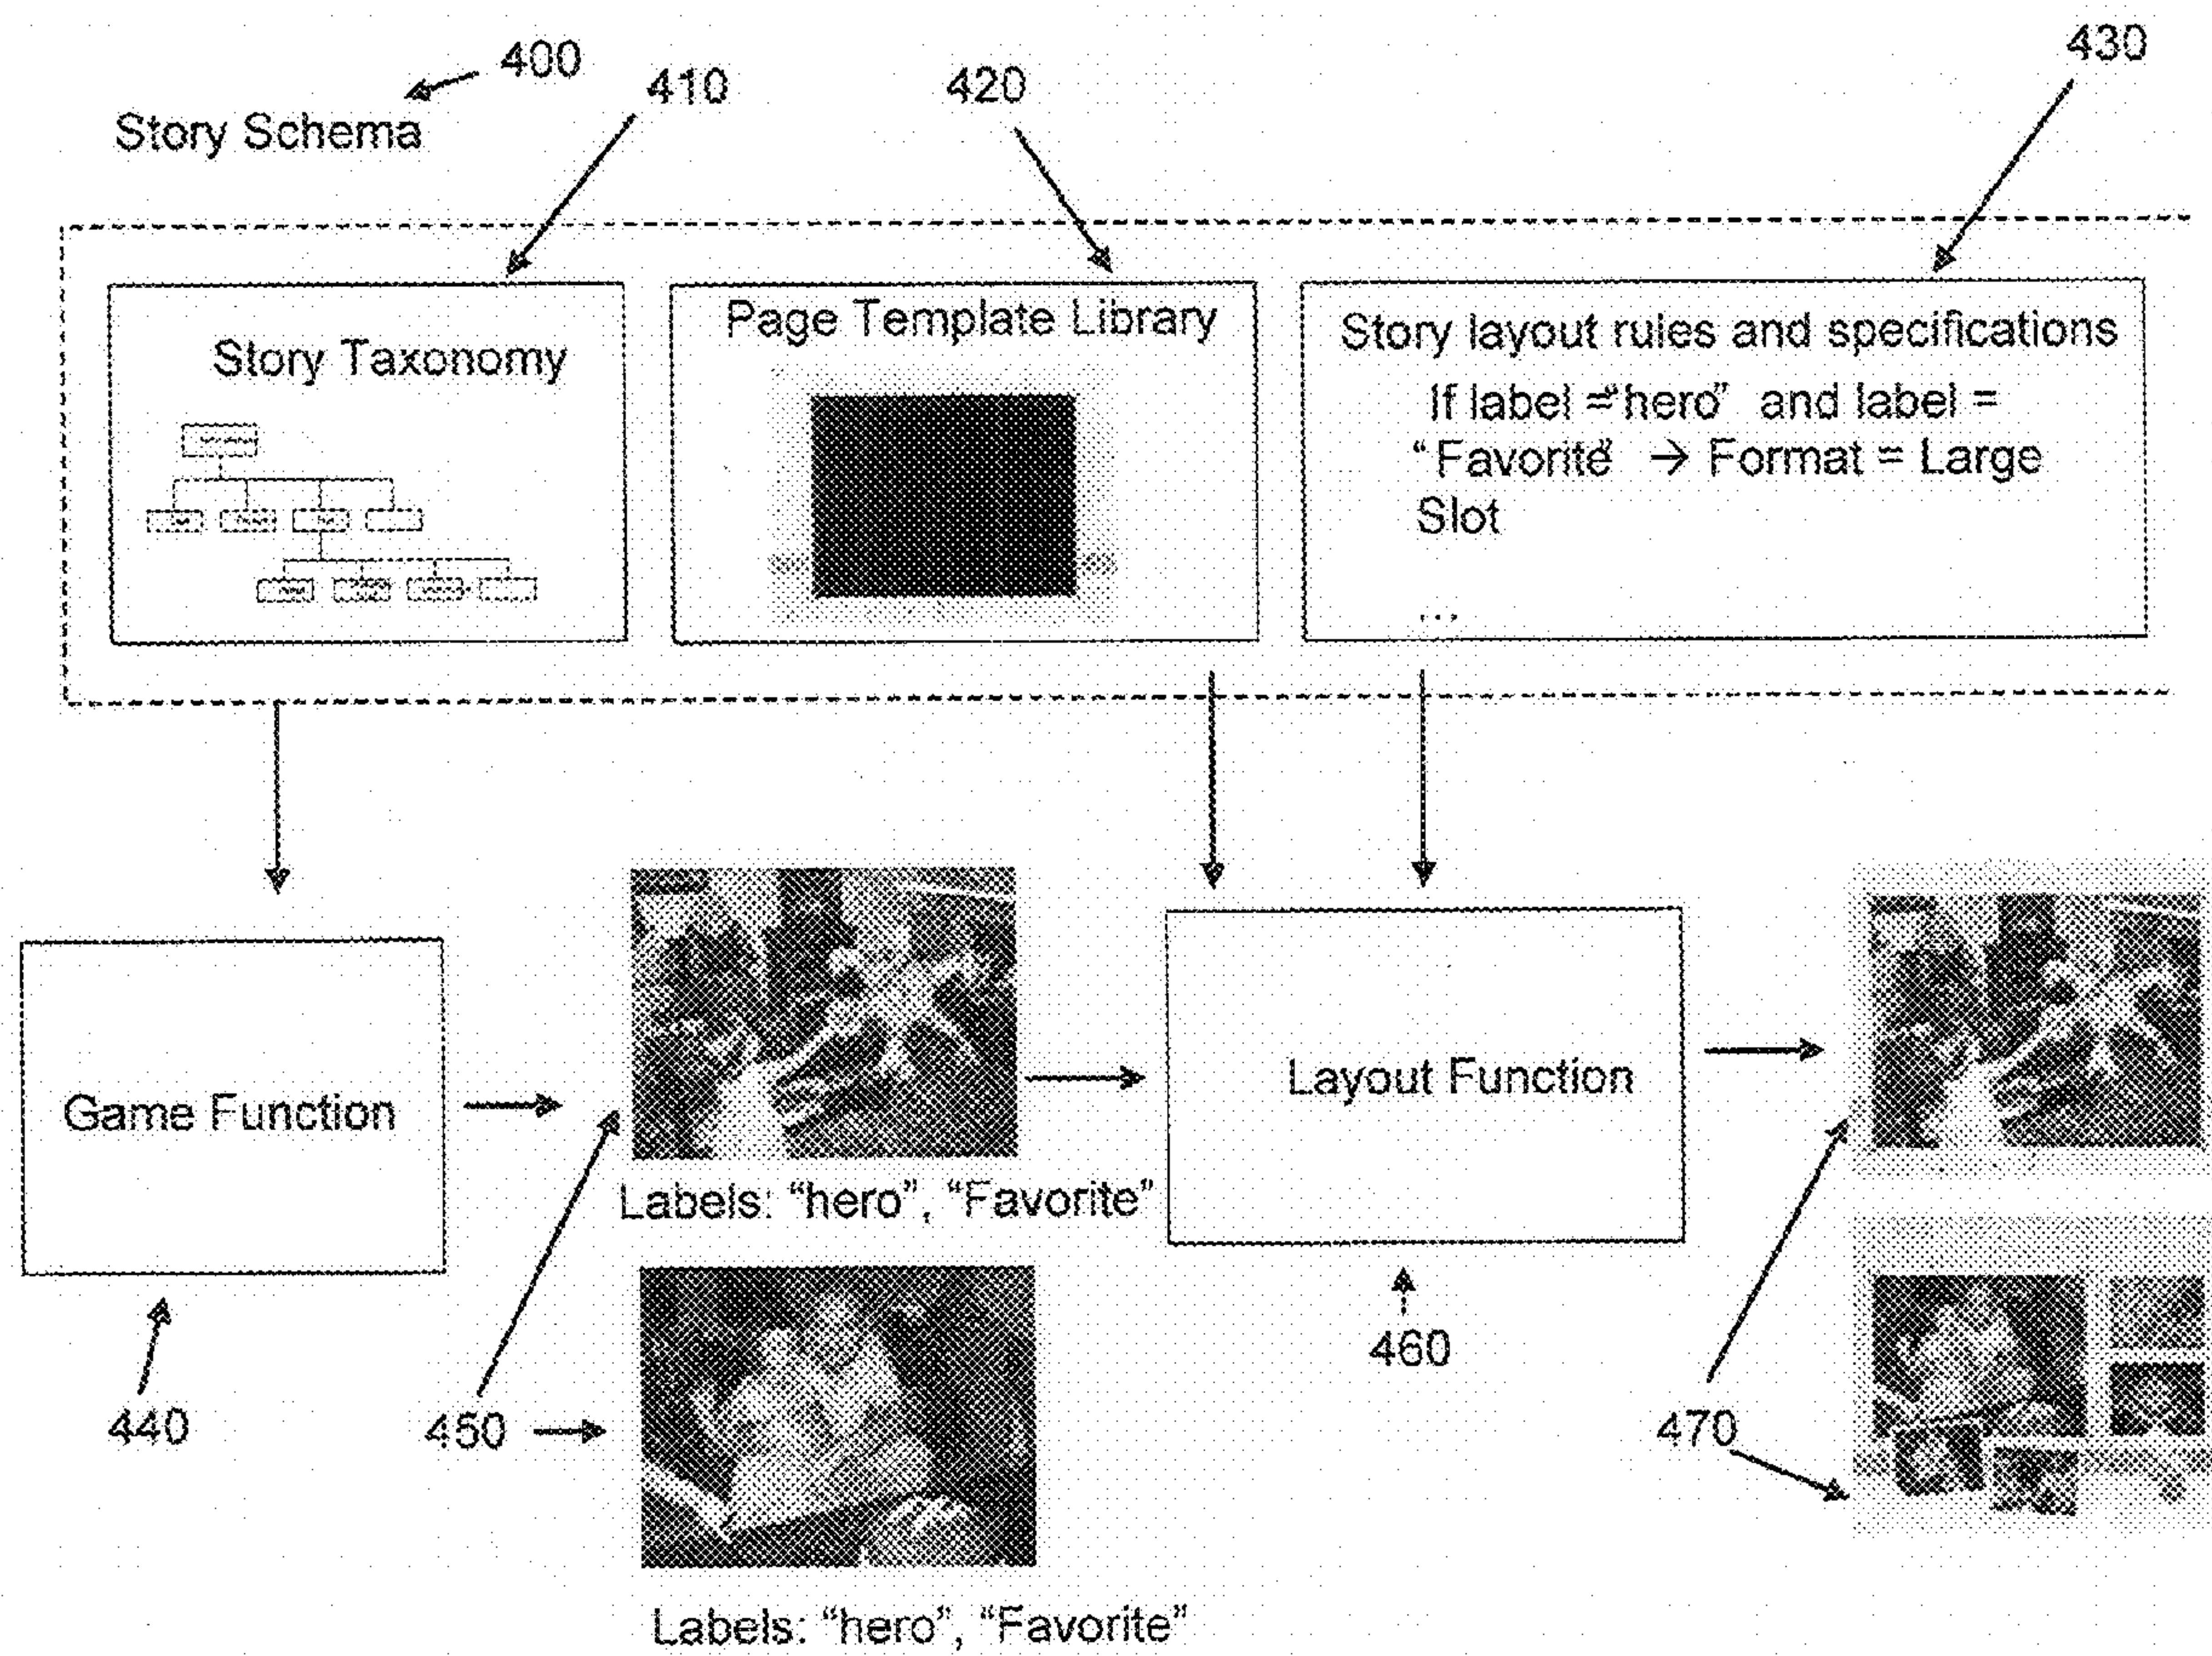 400
410
420
430
Story Schema
Story Taxonomy
Page Template Library
Story layout rules and specifications
If label ="hero" and label =
"Favorite" → Format = Large
Slot
...
Game Function
Labels: "hero", "Favorite"
Layout Function
440
450
460
470
Labels: "hero", "Favorite"